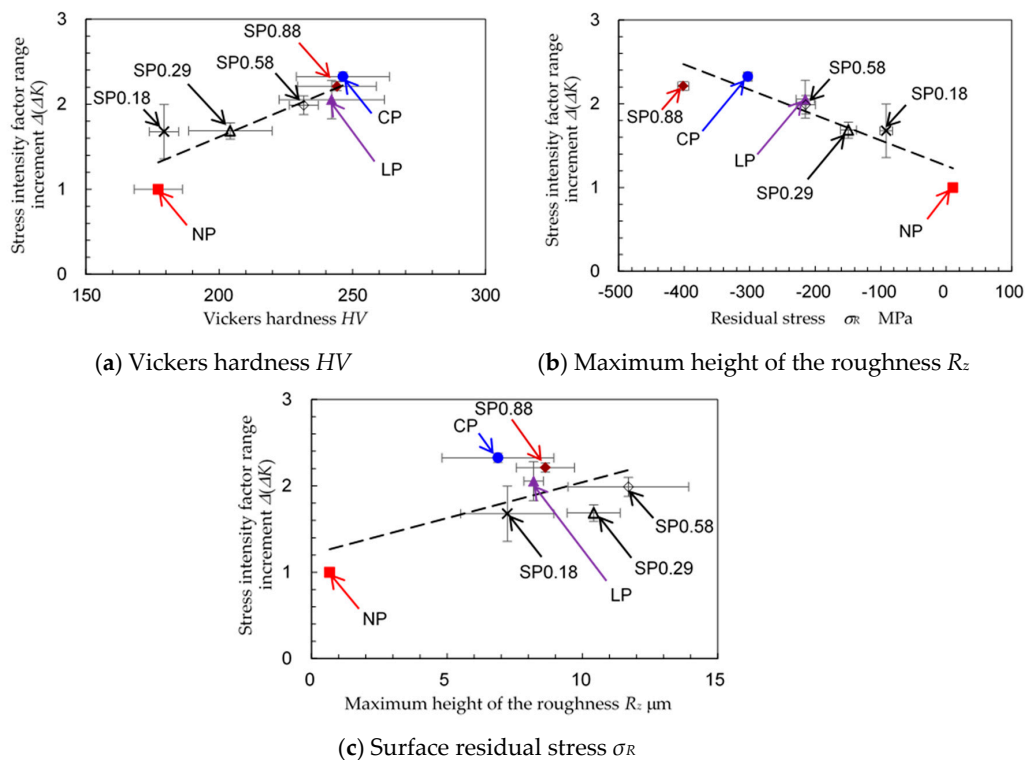 Stress intensity factor range
increment Δ(ΔK)
3
2
1
0
SP0.88
SP0.58
SP0.29
SP0.18
CP
LP
NP
150
200
250
300
Vickers hardness HV
(a) Vickers hardness HV
Stress intensity factor range
increment Δ(ΔK)
3
2
1
0
SP0.88
CP
LP
SP0.58
SP0.18
SP0.29
NP
-500
-400
-300
-200
-100
0
100
Residual stress σR MPa
(b) Maximum height of the roughness Rz
Stress intensity factor range
increment Δ(ΔK)
3
2
1
0
SP0.88
CP
SP0.58
SP0.18
SP0.29
LP
NP
0
5
10
15
Maximum height of the roughness Rz μm
(c) Surface residual stress σR